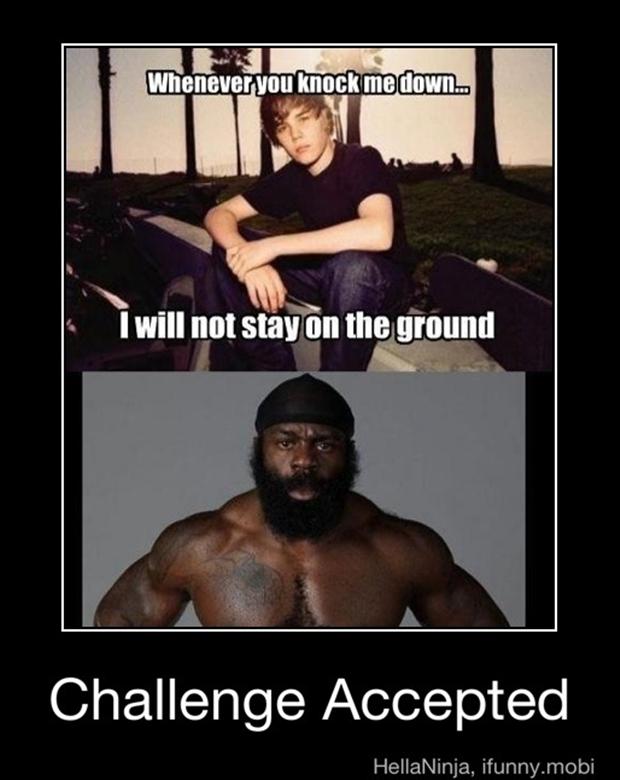 Whenever you knock me down...
I will not stay on the ground
Challenge Accepted
HellaNinja, ifunny.mobi